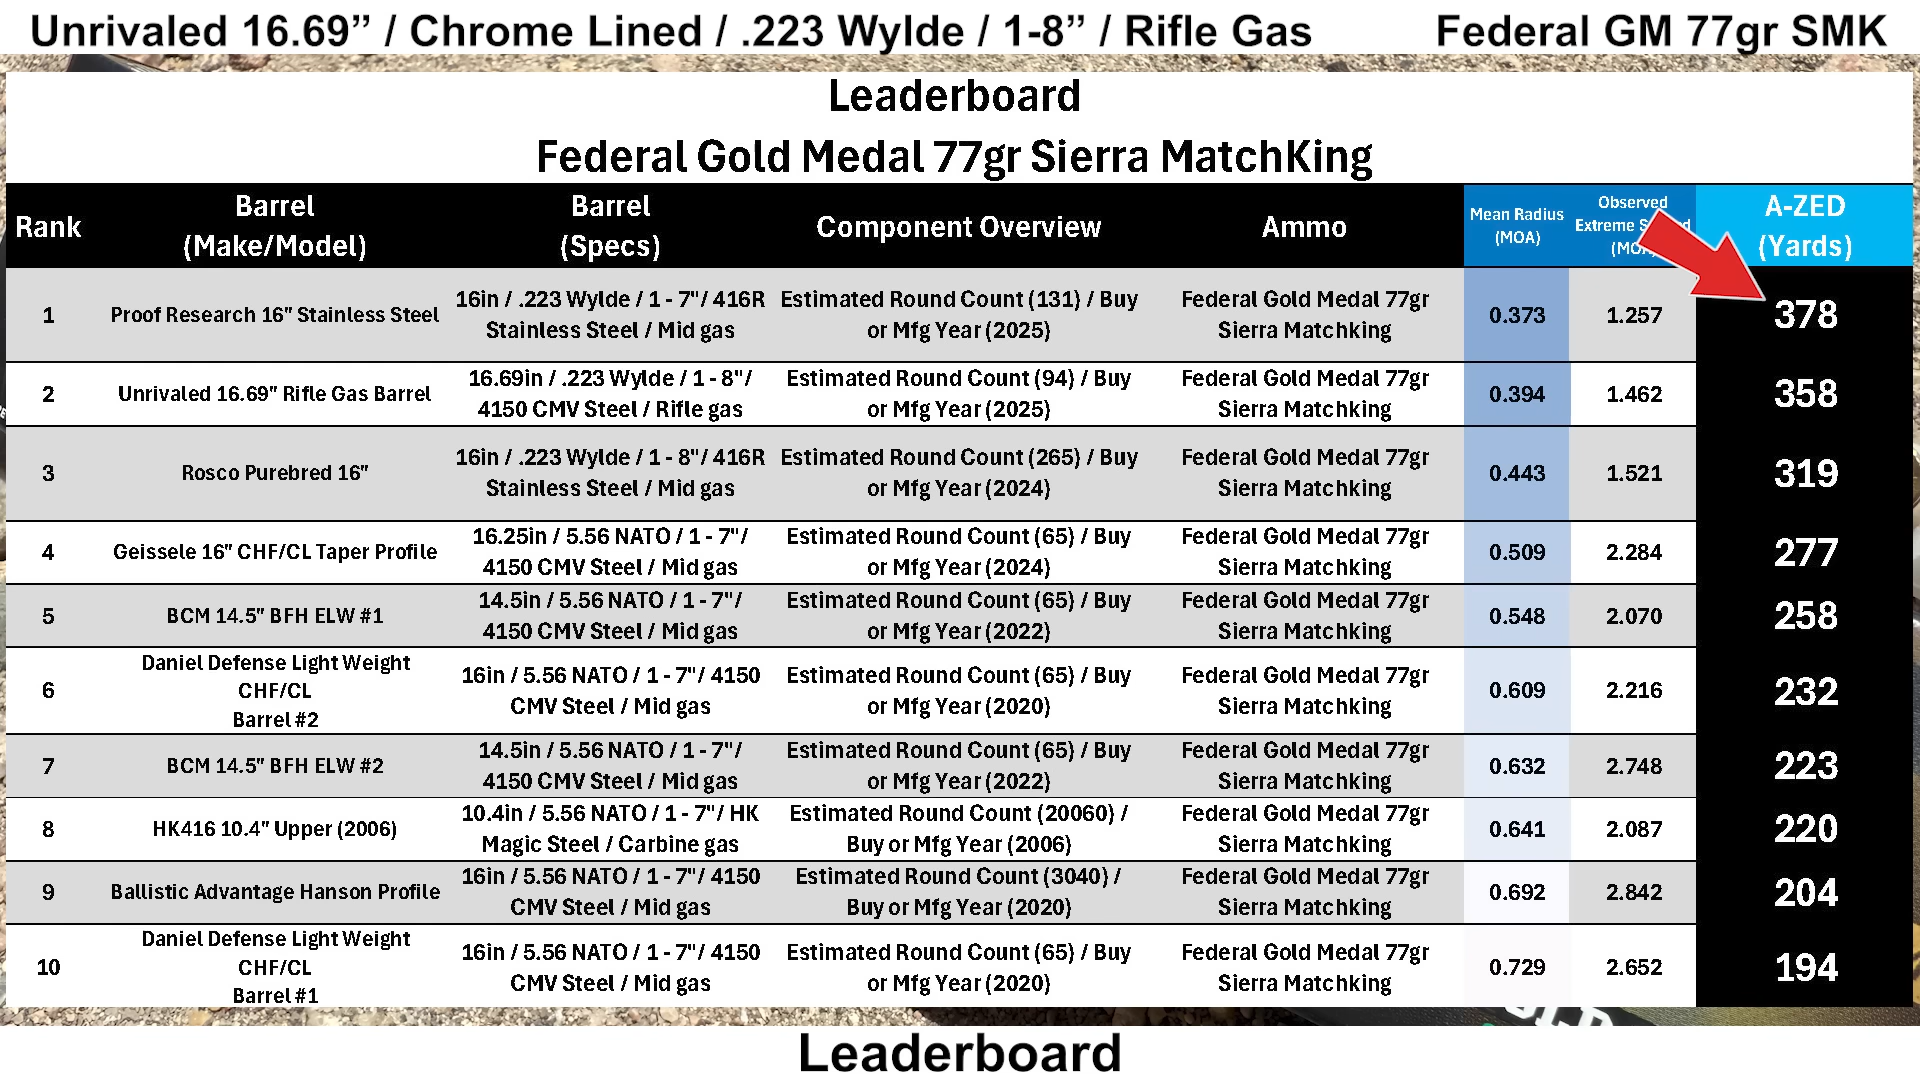 Unrivaled 16.69” / Chrome Lined / .223 Wylde / 1-8” / Rifle Gas Federal GM 77gr SMK
Leaderboard
Federal Gold Medal 77gr Sierra MatchKing
Rank Barrel (Make/Model) Barrel (Specs) Component Overview Ammo Mean Radius (MOA) Observed Extreme (MOA) A-ZED (Yards)
1 Proof Research 16" Stainless Steel 16in / .223 Wylde / 1 - 7"/ 416R Stainless Steel / Mid gas Estimated Round Count (131) / Buy or Mfg Year (2025) Federal Gold Medal 77gr Sierra Matchking 0.373 1.257 378
2 Unrivaled 16.69" Rifle Gas Barrel 16.69in / .223 Wylde / 1 - 8"/ 4150 CMV Steel / Rifle gas Estimated Round Count (94) / Buy or Mfg Year (2025) Federal Gold Medal 77gr Sierra Matchking 0.394 1.462 358
3 Rosco Purebred 16" 16in / .223 Wylde / 1 - 8"/ 416R Stainless Steel / Mid gas Estimated Round Count (265) / Buy or Mfg Year (2024) Federal Gold Medal 77gr Sierra Matchking 0.443 1.521 319
4 Geissele 16" CHF/CL Taper Profile 16.25in / 5.56 NATO / 1 - 7"/ 4150 CMV Steel / Mid gas Estimated Round Count (65) / Buy or Mfg Year (2024) Federal Gold Medal 77gr Sierra Matchking 0.509 2.284 277
5 BCM 14.5" BFH ELW #1 14.5in / 5.56 NATO / 1 - 7"/ 4150 CMV Steel / Mid gas Estimated Round Count (65) / Buy or Mfg Year (2022) Federal Gold Medal 77gr Sierra Matchking 0.548 2.070 258
6 Daniel Defense Light Weight CHF/CL Barrel #2 16in / 5.56 NATO / 1 - 7"/ 4150 CMV Steel / Mid gas Estimated Round Count (65) / Buy or Mfg Year (2020) Federal Gold Medal 77gr Sierra Matchking 0.609 2.216 232
7 BCM 14.5" BFH ELW #2 14.5in / 5.56 NATO / 1 - 7"/ 4150 CMV Steel / Mid gas Estimated Round Count (65) / Buy or Mfg Year (2022) Federal Gold Medal 77gr Sierra Matchking 0.632 2.748 223
8 HK416 10.4" Upper (2006) 10.4in / 5.56 NATO / 1 - 7"/ HK Magic Steel / Carbine gas Estimated Round Count (20060) / Buy or Mfg Year (2006) Federal Gold Medal 77gr Sierra Matchking 0.641 2.087 220
9 Ballistic Advantage Hanson Profile 16in / 5.56 NATO / 1 - 7"/ 4150 CMV Steel / Mid gas Estimated Round Count (3040) / Buy or Mfg Year (2020) Federal Gold Medal 77gr Sierra Matchking 0.692 2.842 204
10 Daniel Defense Light Weight CHF/CL Barrel #1 16in / 5.56 NATO / 1 - 7"/ 4150 CMV Steel / Mid gas Estimated Round Count (65) / Buy or Mfg Year (2020) Federal Gold Medal 77gr Sierra Matchking 0.729 2.652 194
Leaderboard